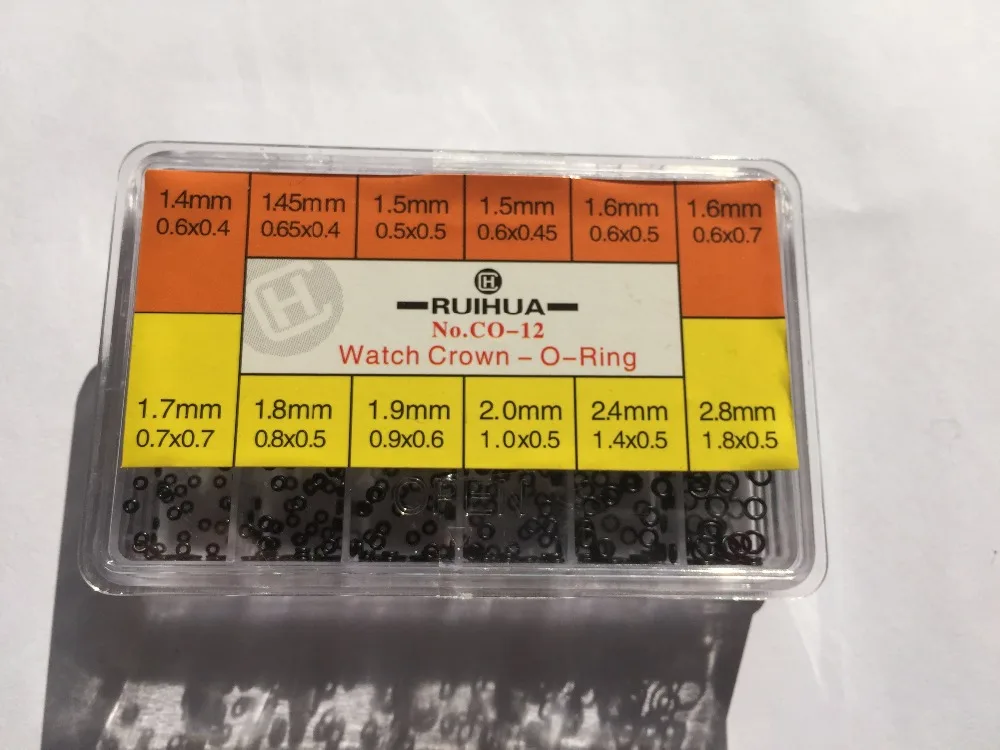 1.4mm 1.45mm 1.5mm 1.5mm 1.6mm 1.6mm
0.6x0.4 0.65x0.4 0.5x0.5 0.6x0.45 0.6x0.5 0.6x0.7
RUIHUA
No.CO-12
Watch Crown - O-Ring
1.7mm 1.8mm 1.9mm 2.0mm 2.4mm 2.8mm
0.7x0.7 0.8x0.5 0.9x0.6 1.0x0.5 1.4x0.5 1.8x0.5